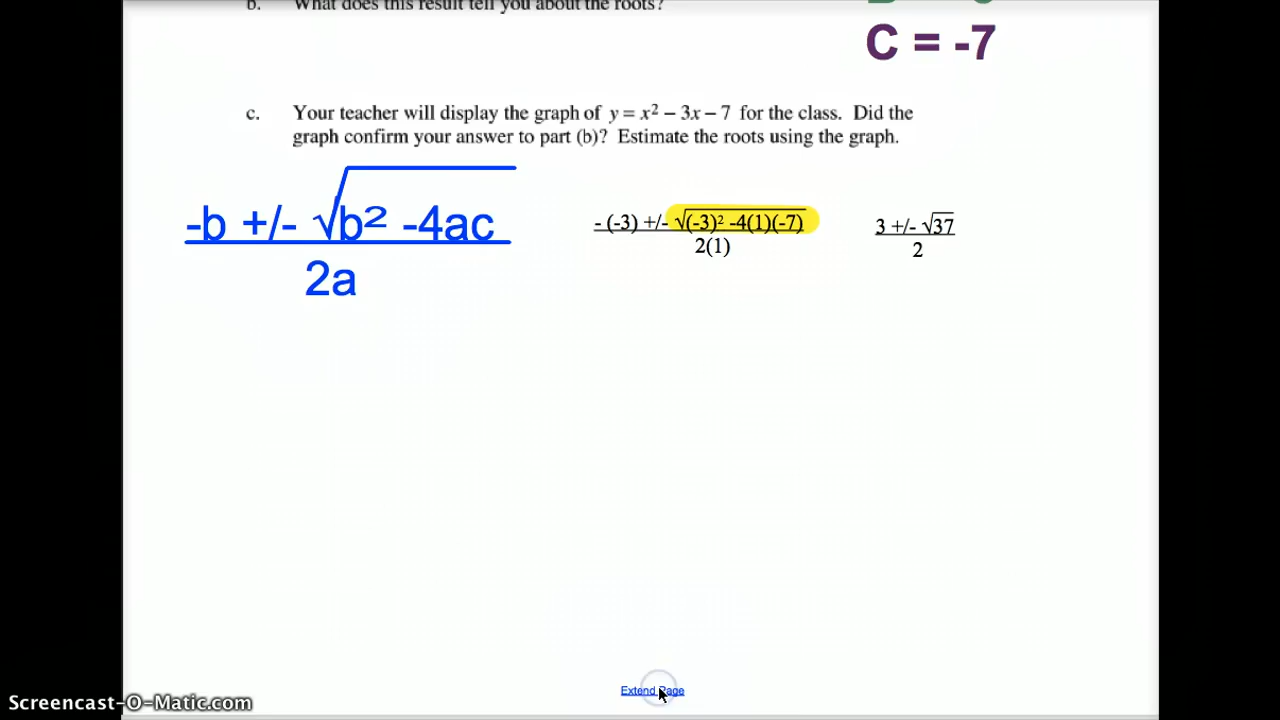 b. What does this result tell you about the roots?
C = -7
c. Your teacher will display the graph of y = x² – 3x – 7 for the class. Did the
graph confirm your answer to part (b)? Estimate the roots using the graph.
-b +/- √b² -4ac
2a
- (-3) +/- √(-3)² -4(1)(-7)
2(1)
3 +/- √37
2
Extend Page
Screencast-O-Matic.com